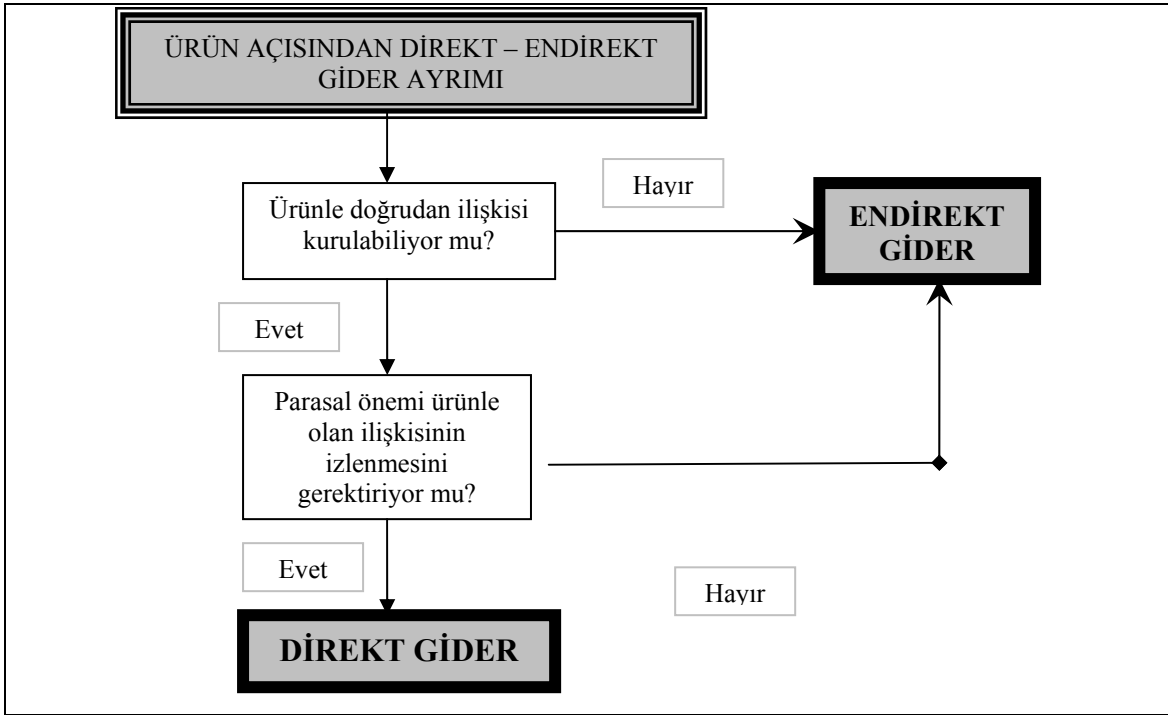 ÜRÜN AÇISINDAN DİREKT – ENDİREKT
GİDER AYRIMI
Ürünle doğrudan ilişkisi
kurulabiliyor mu?
Hayır
ENDİREKT
GİDER
Evet
Parasal önemi ürünle
olan ilişkisinin
izlenmesini
gerektiriyor mu?
Evet
Hayır
DİREKT GİDER